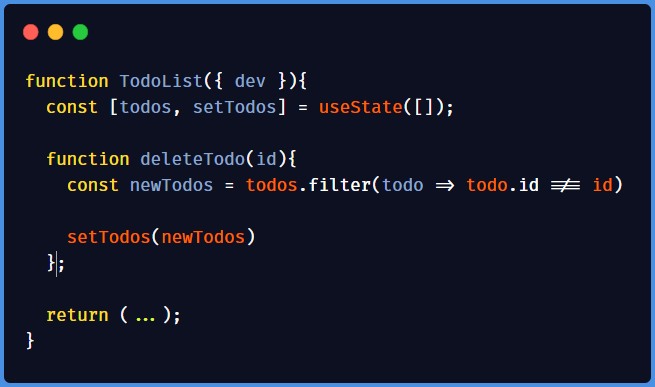 function TodoList({ dev }){
  const [todos, setTodos] = useState([]);
  function deleteTodo(id){
    const newTodos = todos.filter(todo => todo.id !== id)
    setTodos(newTodos)
  };
  return (...);
}